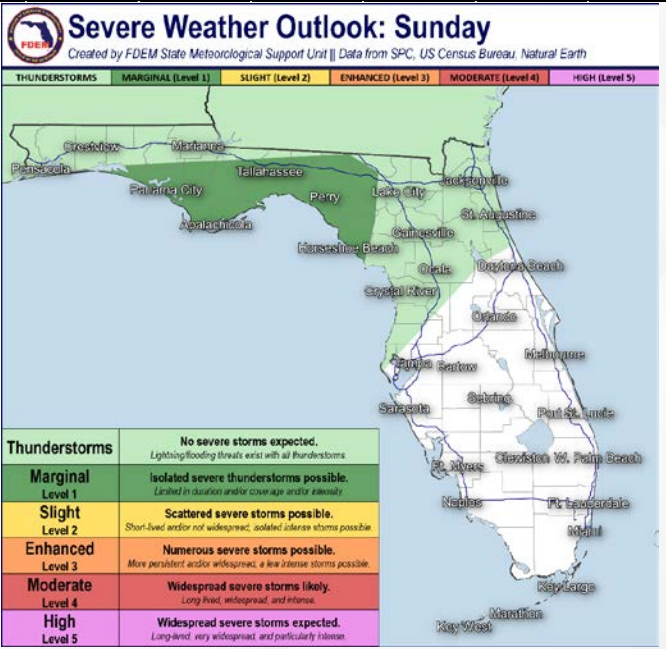 Severe Weather Outlook: Sunday
Created by FDEM State Meteorological Support Unit || Data from SPC, US Census Bureau, Natural Earth
FDEM
THUNDERSTORMS
MARGINAL (Level 1)
SLIGHT (Level 2)
ENHANCED (Level 3)
MODERATE (Level 4)
HIGH (Level 5)
Crestview
Marianna
Pensacola
Tallahassee
Jacksonville
Panama City
Perry
Lake City
St. Augustine
Apalachicola
Gainesville
Horseshoe Beach
Ocala
Daytona Beach
Crystal River
Orlando
Tampa
Bartow
Melbourne
Sebring
Sarasota
Port St. Lucie
Ft. Myers
Clewiston
W. Palm Beach
Naples
Ft. Lauderdale
Miami
Key Largo
Marathon
Key West
Thunderstorms
No severe storms expected.
Lightning/flooding threats exist with all thunderstorms.
Marginal
Level 1
Isolated severe thunderstorms possible.
Limited in duration and/or coverage and/or intensity.
Slight
Level 2
Scattered severe storms possible.
Short-lived and/or not widespread, isolated intense storms possible.
Enhanced
Level 3
Numerous severe storms possible.
More persistent and/or widespread, a few intense storms possible.
Moderate
Level 4
Widespread severe storms likely.
Long-lived, widespread, and intense.
High
Level 5
Widespread severe storms expected.
Long-lived, very widespread, and particularly intense.